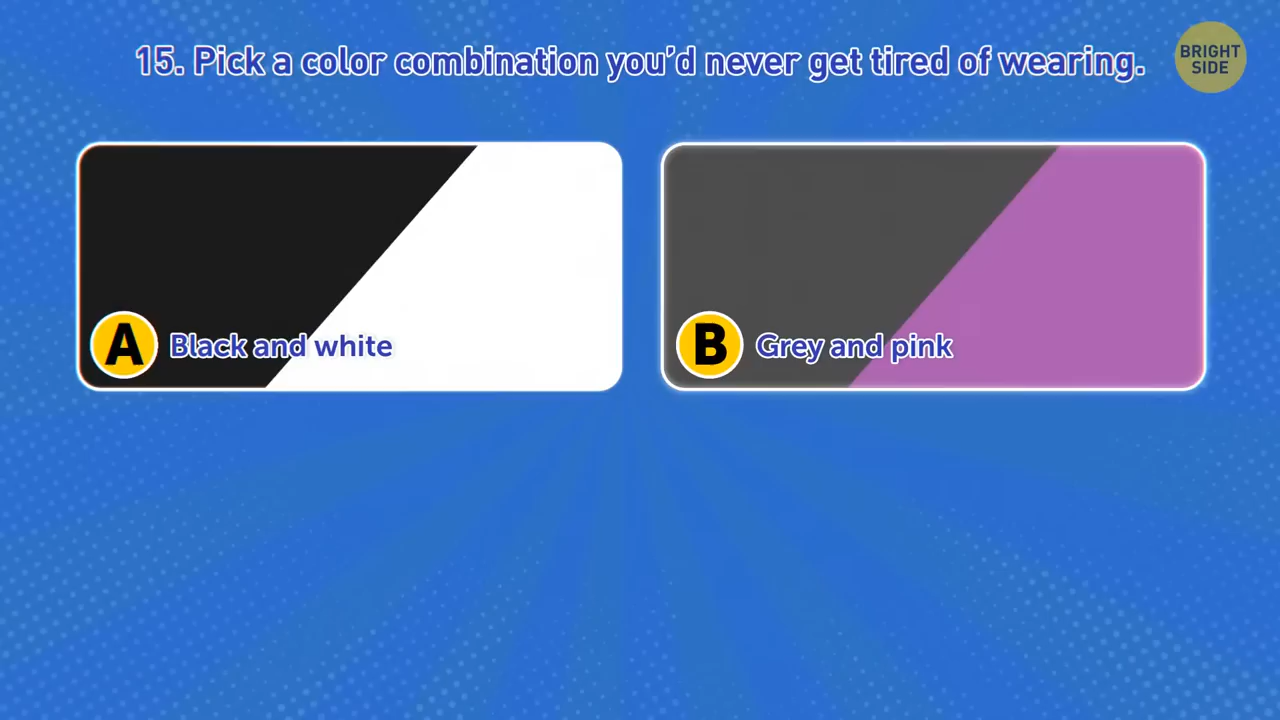 15. Pick a color combination you’d never get tired of wearing.
BRIGHT
SIDE
A Black and white
B Grey and pink